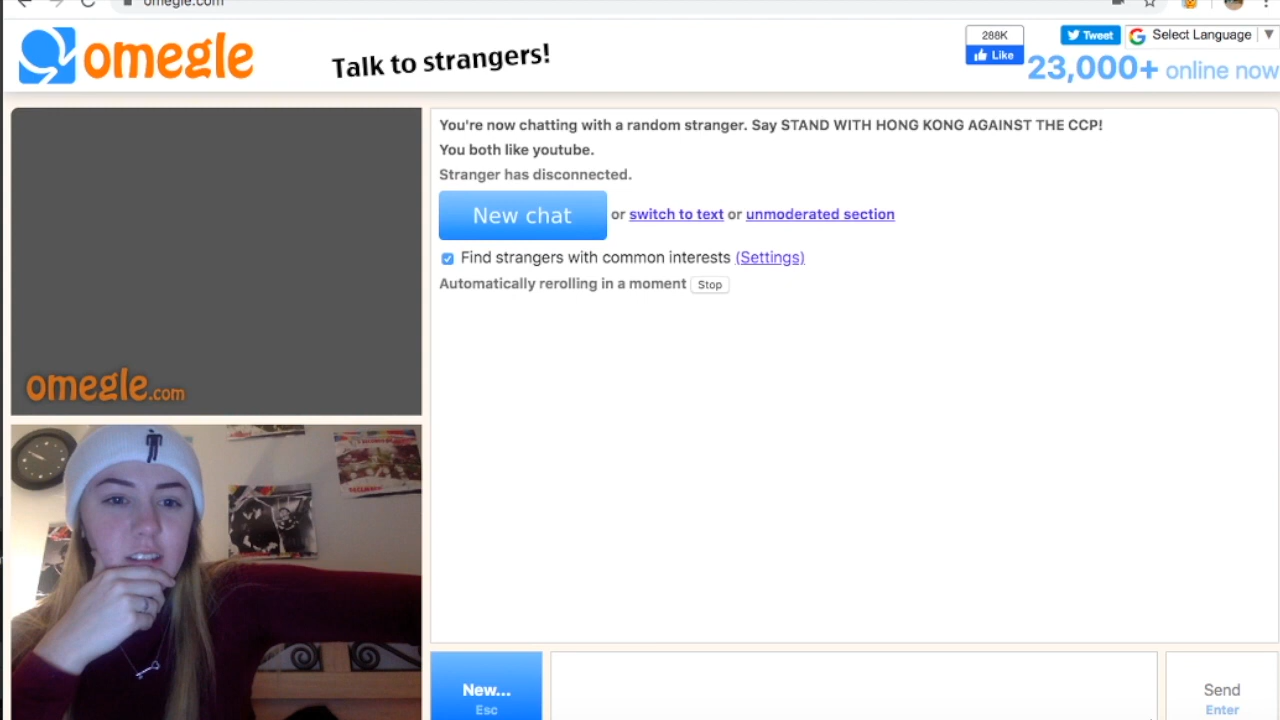 omegle.com
omegle
Talk to strangers!
288K
Like
Tweet
Select Language
23,000+ online now
You're now chatting with a random stranger. Say STAND WITH HONG KONG AGAINST THE CCP!
You both like youtube.
Stranger has disconnected.
New chat or switch to text or unmoderated section
Find strangers with common interests (Settings)
Automatically rerolling in a moment Stop
omegle.com
New...
Esc
Send
Enter